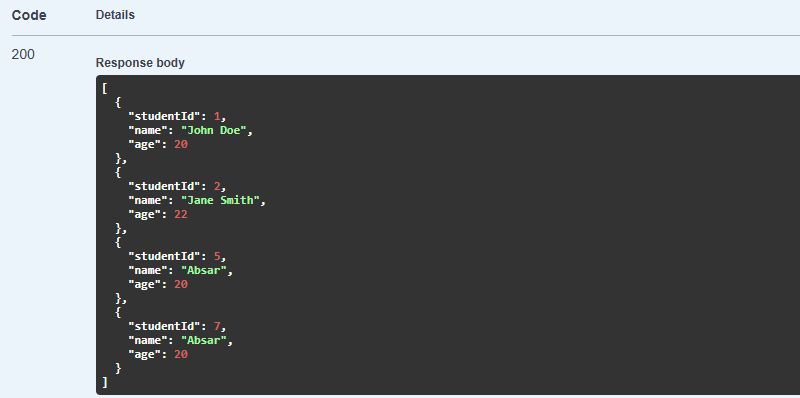 Code Details
200
Response body
[
  {
    "studentId": 1,
    "name": "John Doe",
    "age": 20
  },
  {
    "studentId": 2,
    "name": "Jane Smith",
    "age": 22
  },
  {
    "studentId": 5,
    "name": "Absar",
    "age": 20
  },
  {
    "studentId": 7,
    "name": "Absar",
    "age": 20
  }
]